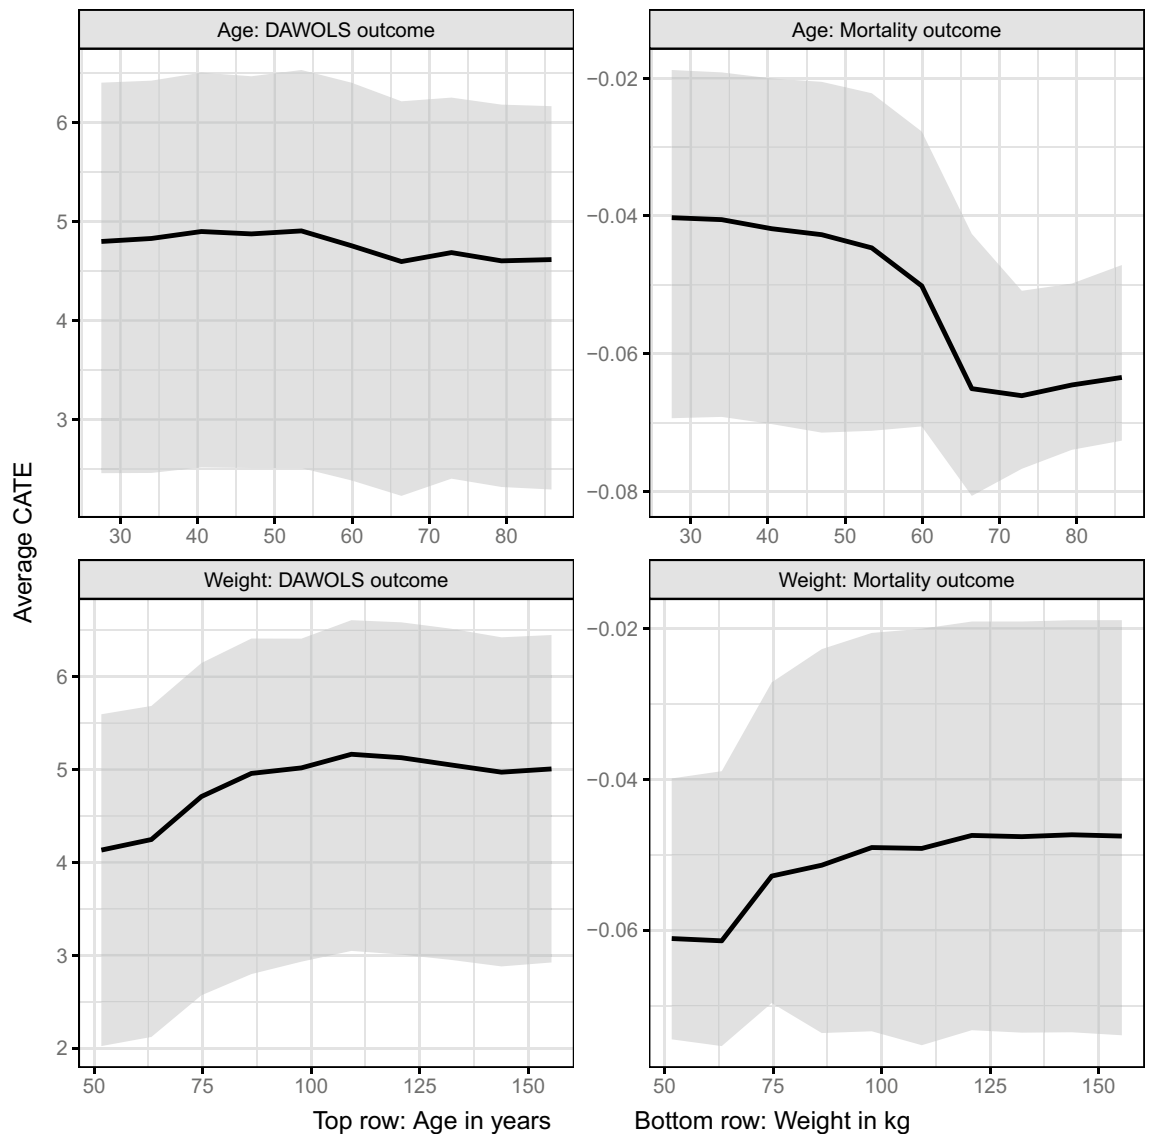 Age: DAWOLS outcome
Age: Mortality outcome
6
5
4
3
−0.02
−0.04
−0.06
−0.08
30 40 50 60 70 80
30 40 50 60 70 80
Average CATE
Weight: DAWOLS outcome
Weight: Mortality outcome
6
5
4
3
2
−0.02
−0.04
−0.06
50 75 100 125 150
50 75 100 125 150
Top row: Age in years Bottom row: Weight in kg